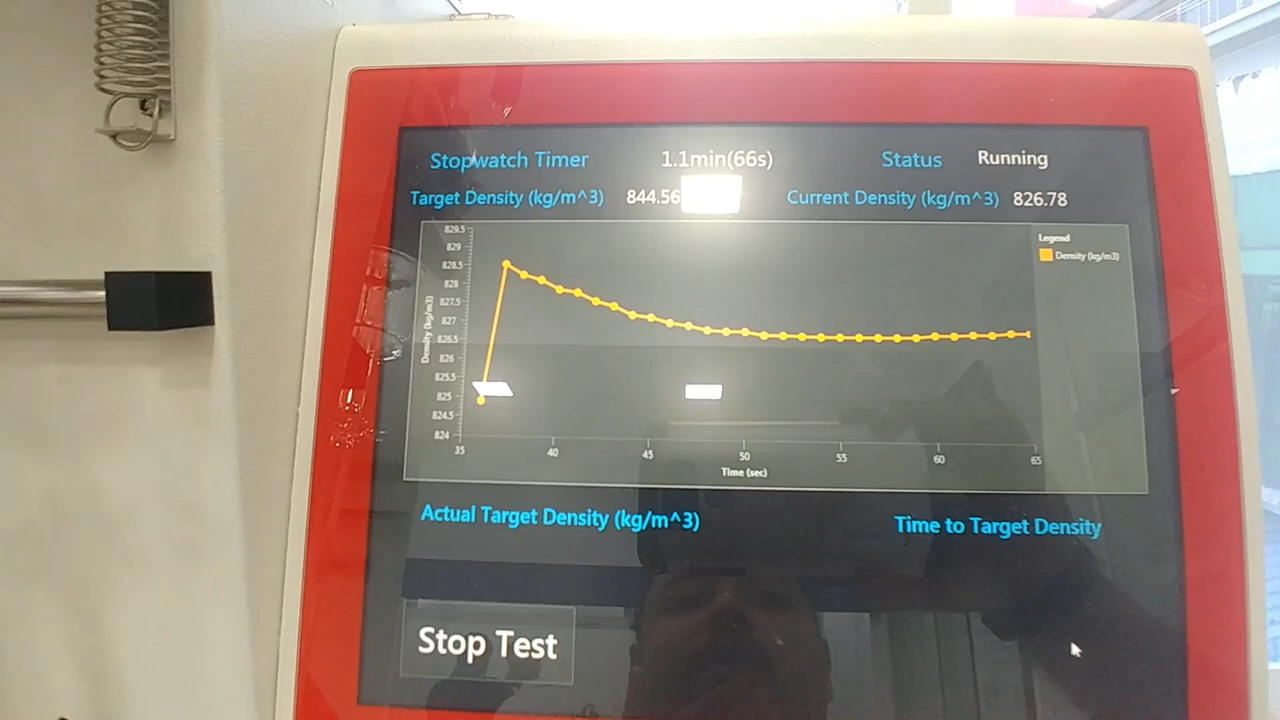 Stopwatch Timer 1.1min(66s) Status Running
Target Density (kg/m^3) 844.56 Current Density (kg/m^3) 826.78
829.5
829
828.5
828
827.5
827
826.5
826
825.5
825
824.5
824
Density (kg/m3)
35 40 45 50 55 60 65
Time (sec)
Legend
Density (kg/m3)
Actual Target Density (kg/m^3) Time to Target Density
Stop Test